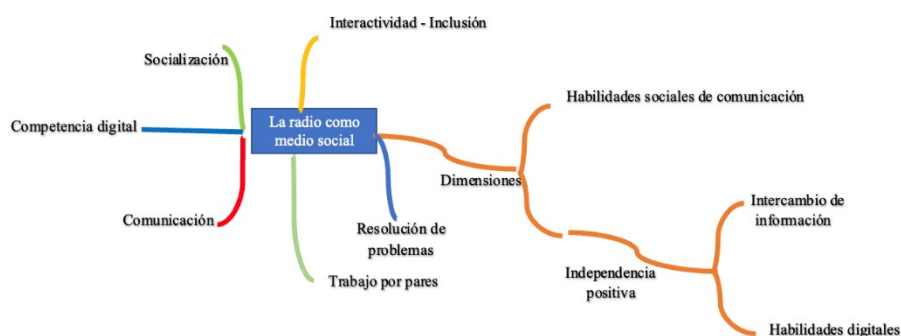 Interactividad - Inclusión
Socialización
Competencia digital
La radio como
medio social
Comunicación
Resolución de
problemas
Trabajo por pares
Dimensiones
Habilidades sociales de comunicación
Independencia
positiva
Intercambio de
información
Habilidades digitales